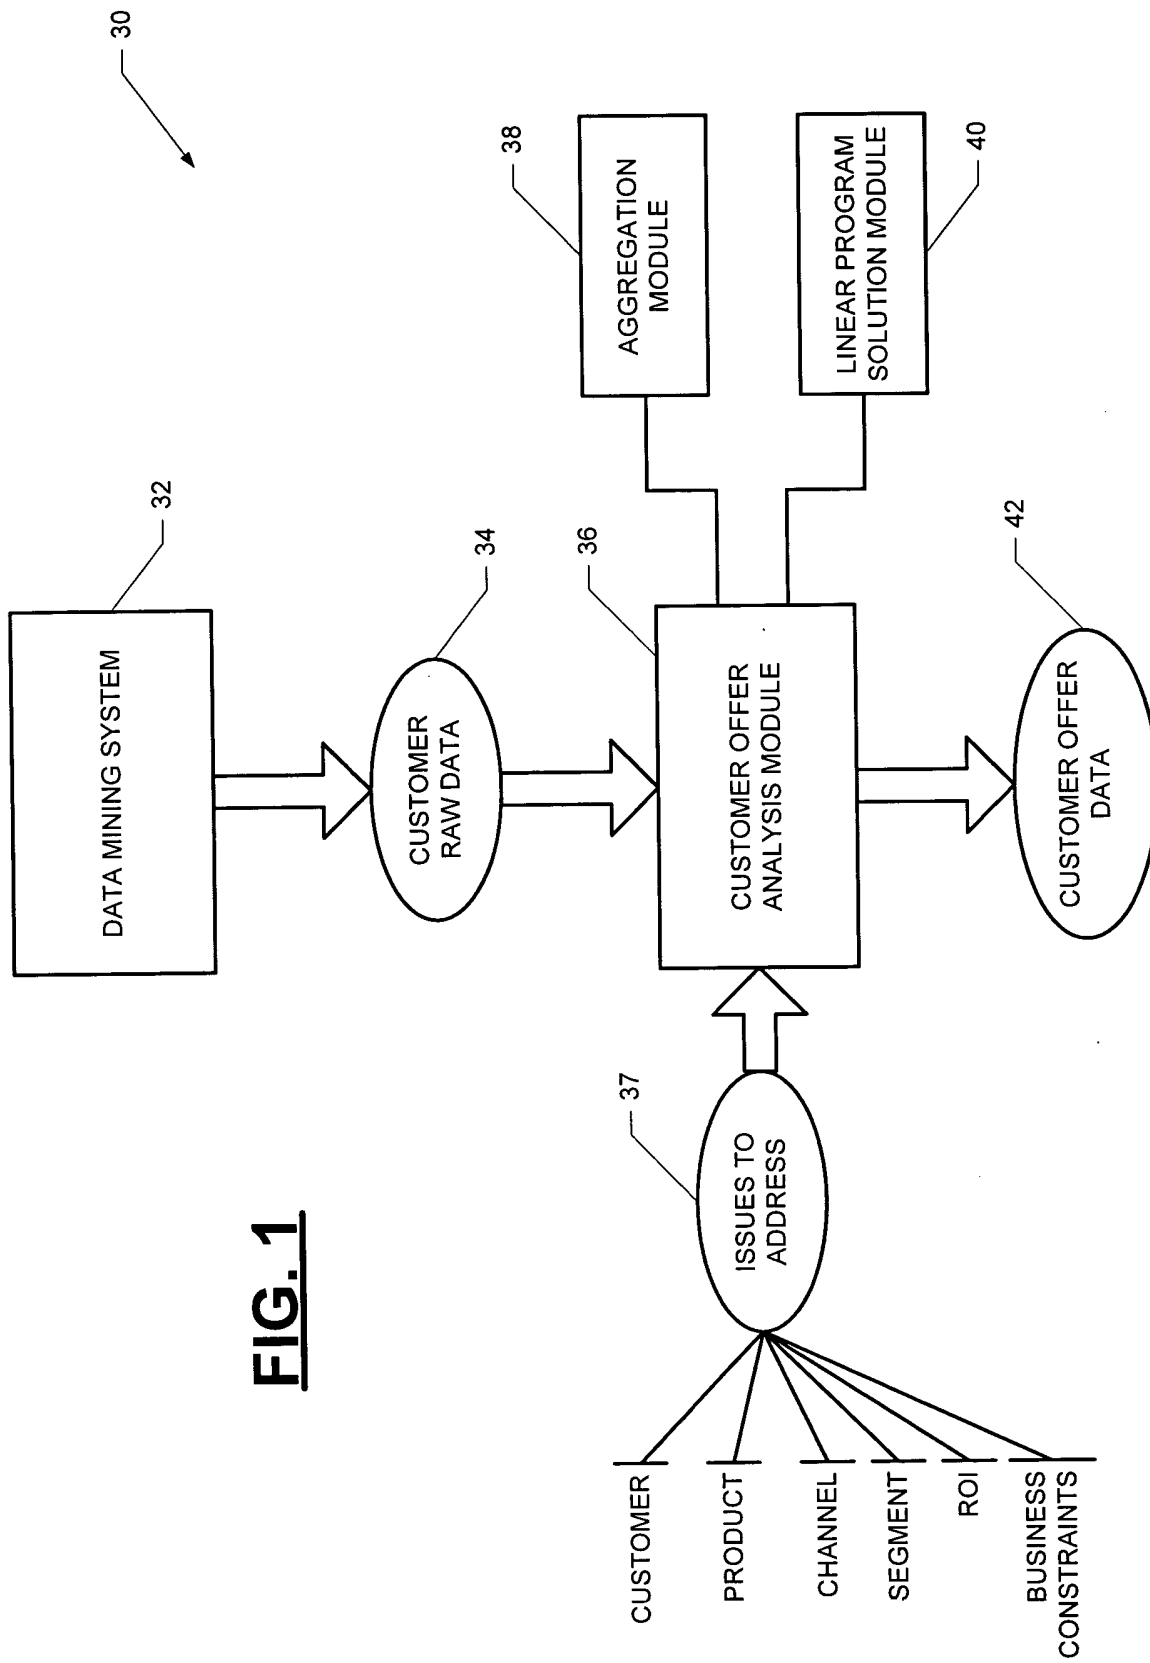 30
DATA MINING SYSTEM
32
CUSTOMER
RAW DATA
34
CUSTOMER OFFER
ANALYSIS MODULE
36
ISSUES TO
ADDRESS
37
AGGREGATION
MODULE
38
LINEAR PROGRAM
SOLUTION MODULE
40
CUSTOMER OFFER
DATA
42
CUSTOMER
PRODUCT
CHANNEL
SEGMENT
ROI
BUSINESS
CONSTRAINTS
FIG. 1